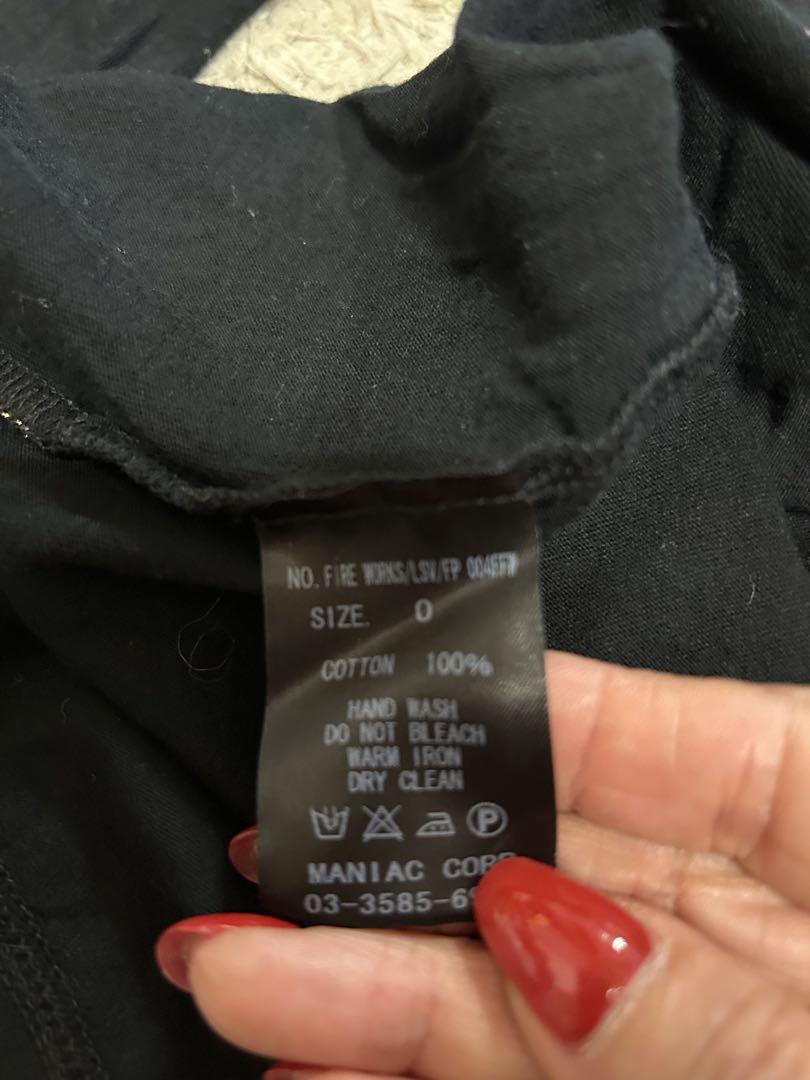 NO. FIRE WORKS/LSV/FP
SIZE. 0
COTTON 100%
HAND WASH
DO NOT BLEACH
WARM IRON
DRY CLEAN
P
MANIAC CORP
03-3585-6